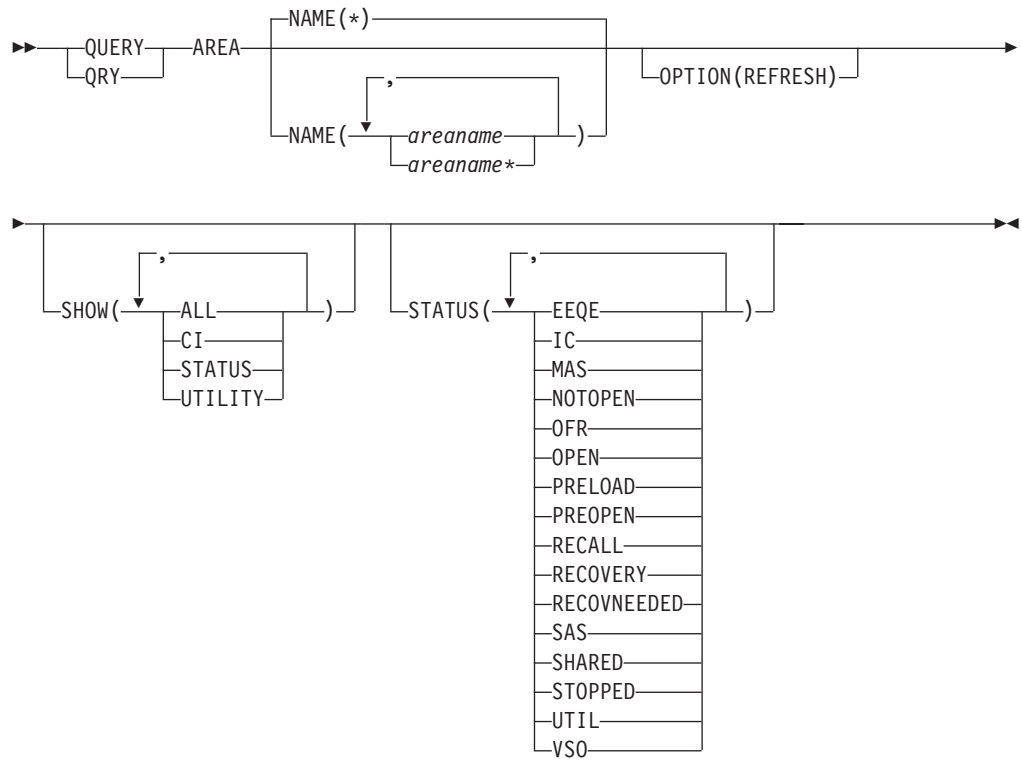 NAME(*)
QUERY AREA
QRY OPTION(REFRESH)
,
NAME( areaname )
areaname*
, ,
SHOW( ALL ) STATUS( EEQE )
CI IC
STATUS MAS
UTILITY NOTOPEN
OFR
OPEN
PRELOAD
PREOPEN
RECALL
RECOVERY
RECOVNEEDED
SAS
SHARED
STOPPED
UTIL
VSO